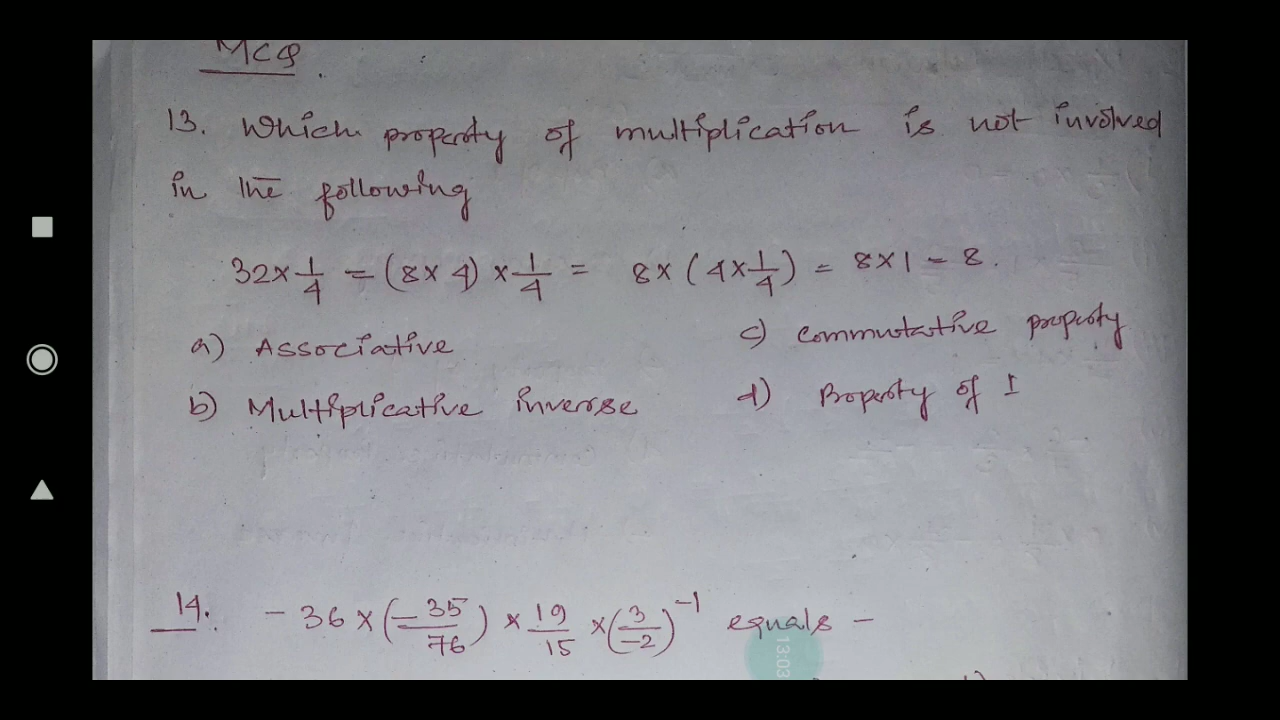 MCQ
13. Which property of multiplication is not involved
in the following
32 × 1/4 = (8 × 4) × 1/4 = 8 × (4 × 1/4) = 8 × 1 = 8.
a) Associative
c) Commutative property
b) Multiplicative inverse
d) Property of 1
14. - 36 × (-35/76) × 19/15 × (3/-2)^-1 equals -
13:03